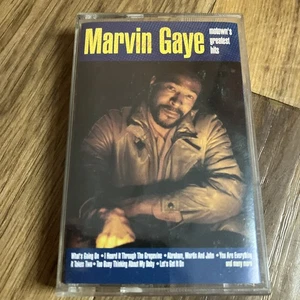 Marvin Gaye
motown's
greatest
hits
What's Going On • I Heard It Through The Grapevine • Abraham, Martin And John • You Are Everything
It Takes Two • Too Busy Thinking About My Baby • Let's Get It On and many more